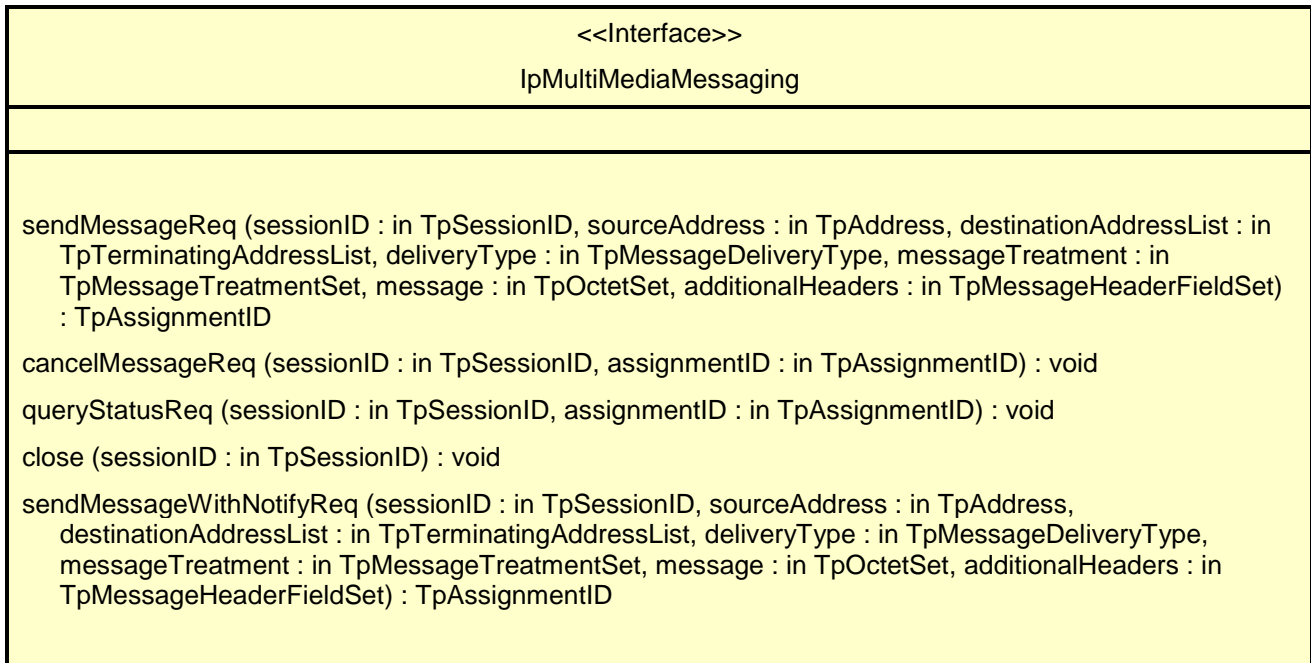 <<Interface>>
IpMultiMediaMessaging
sendMessageReq (sessionID : in TpSessionID, sourceAddress : in TpAddress, destinationAddressList : in
TpTerminatingAddressList, deliveryType : in TpMessageDeliveryType, messageTreatment : in
TpMessageTreatmentSet, message : in TpOctetSet, additionalHeaders : in TpMessageHeaderFieldSet)
: TpAssignmentID
cancelMessageReq (sessionID : in TpSessionID, assignmentID : in TpAssignmentID) : void
queryStatusReq (sessionID : in TpSessionID, assignmentID : in TpAssignmentID) : void
close (sessionID : in TpSessionID) : void
sendMessageWithNotifyReq (sessionID : in TpSessionID, sourceAddress : in TpAddress,
destinationAddressList : in TpTerminatingAddressList, deliveryType : in TpMessageDeliveryType,
messageTreatment : in TpMessageTreatmentSet, message : in TpOctetSet, additionalHeaders : in
TpMessageHeaderFieldSet) : TpAssignmentID